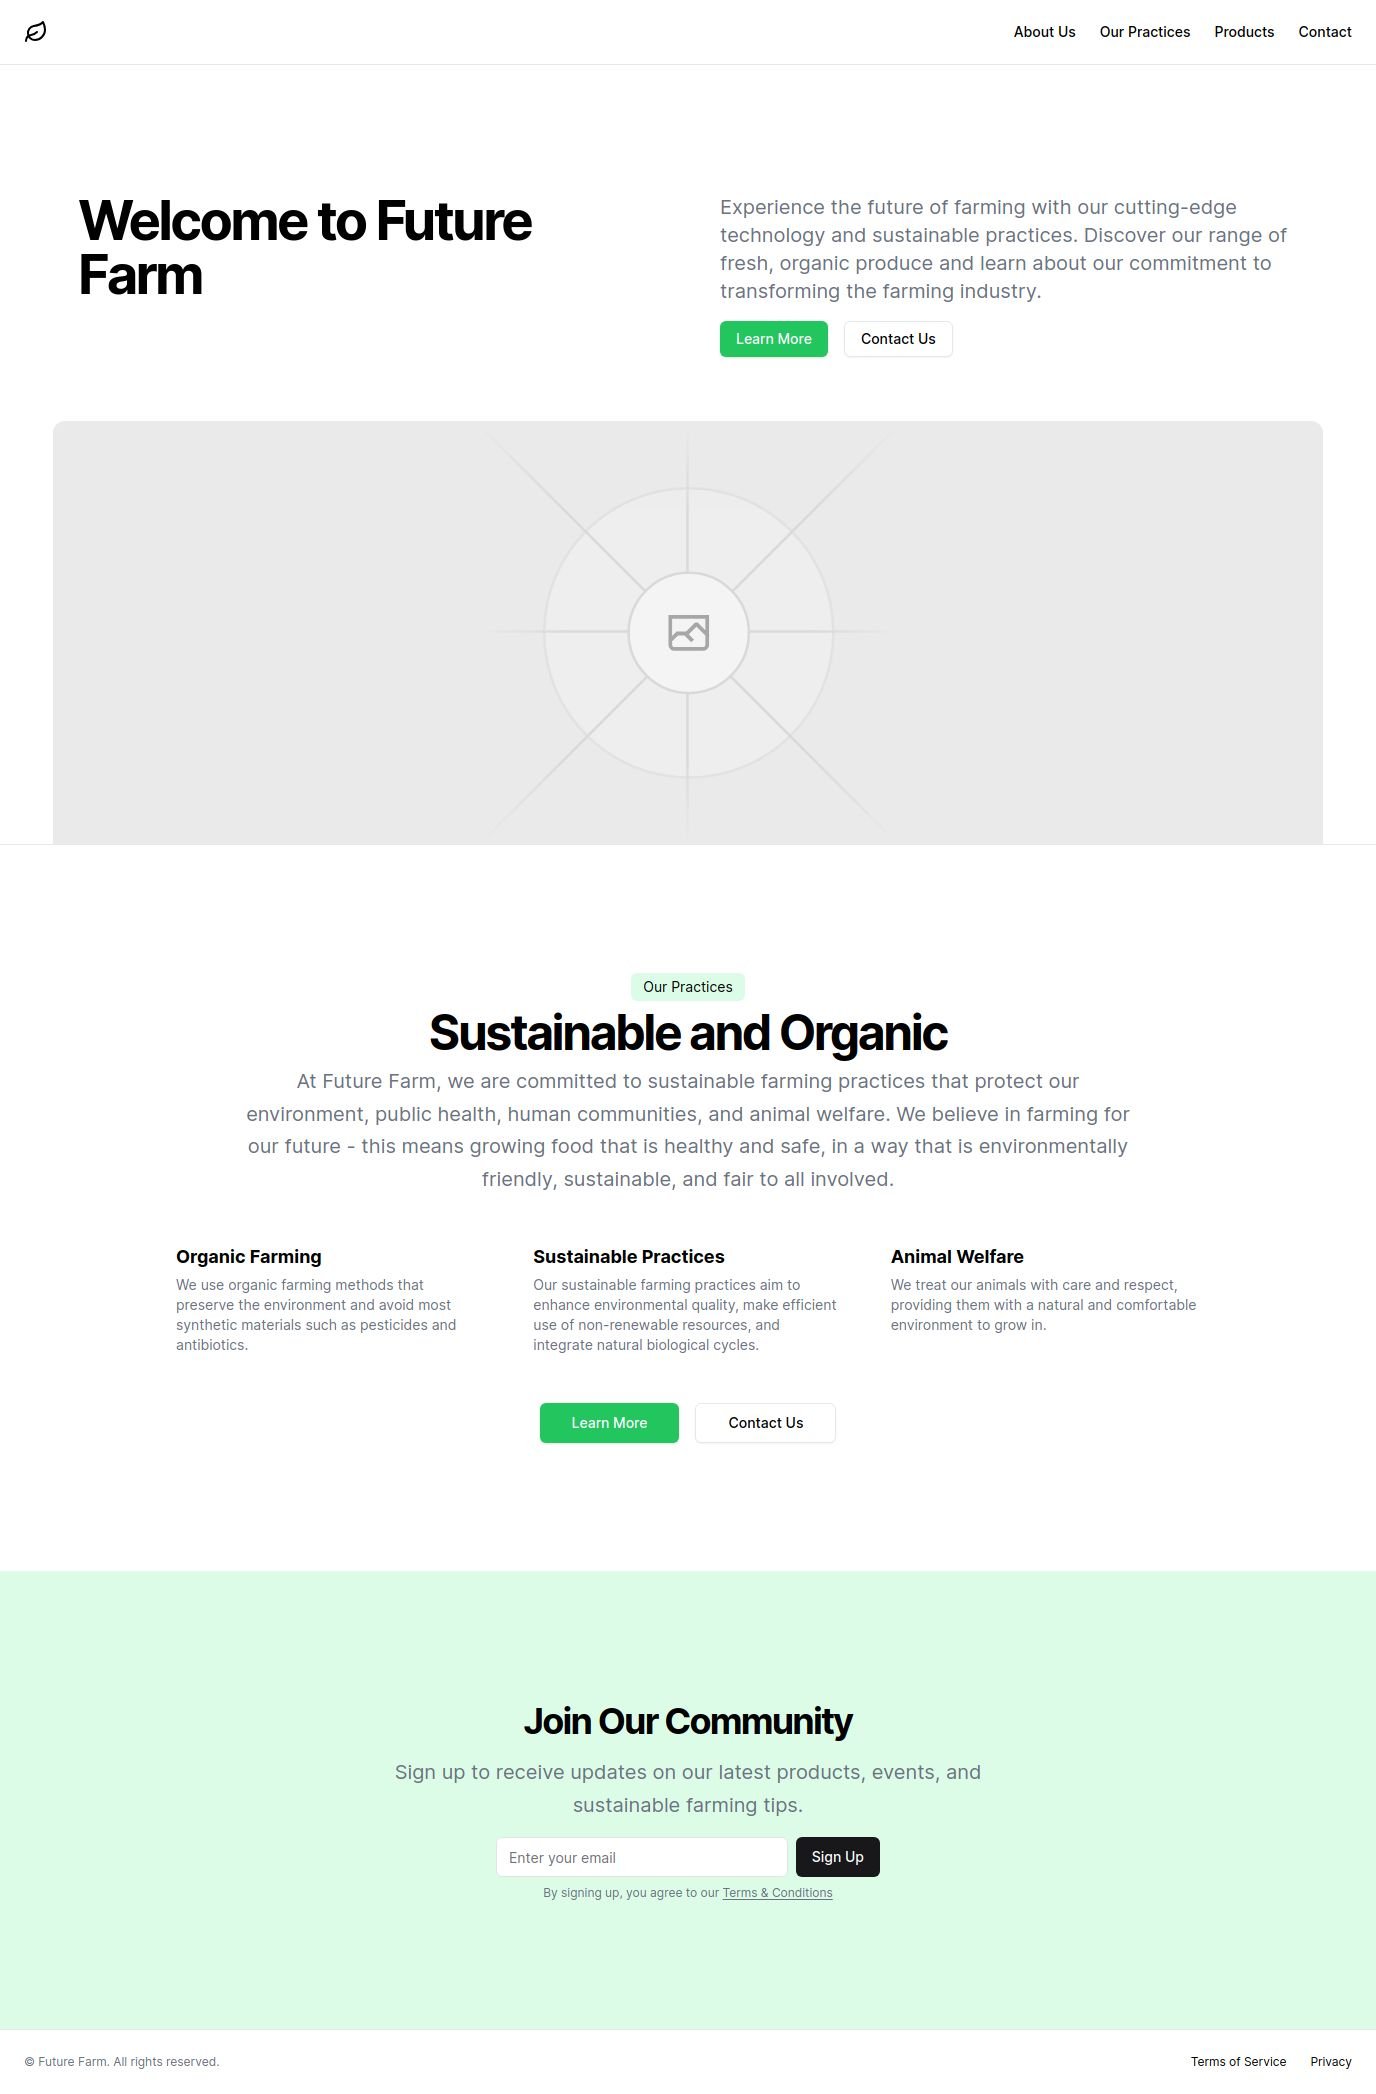 About Us Our Practices Products Contact
Welcome to Future
Farm
Experience the future of farming with our cutting-edge
technology and sustainable practices. Discover our range of
fresh, organic produce and learn about our commitment to
transforming the farming industry.
Learn More Contact Us
Our Practices
Sustainable and Organic
At Future Farm, we are committed to sustainable farming practices that protect our
environment, public health, human communities, and animal welfare. We believe in farming for
our future - this means growing food that is healthy and safe, in a way that is environmentally
friendly, sustainable, and fair to all involved.
Organic Farming
We use organic farming methods that
preserve the environment and avoid most
synthetic materials such as pesticides and
antibiotics.
Sustainable Practices
Our sustainable farming practices aim to
enhance environmental quality, make efficient
use of non-renewable resources, and
integrate natural biological cycles.
Animal Welfare
We treat our animals with care and respect,
providing them with a natural and comfortable
environment to grow in.
Learn More Contact Us
Join Our Community
Sign up to receive updates on our latest products, events, and
sustainable farming tips.
Enter your email Sign Up
By signing up, you agree to our Terms & Conditions
© Future Farm. All rights reserved. Terms of Service Privacy